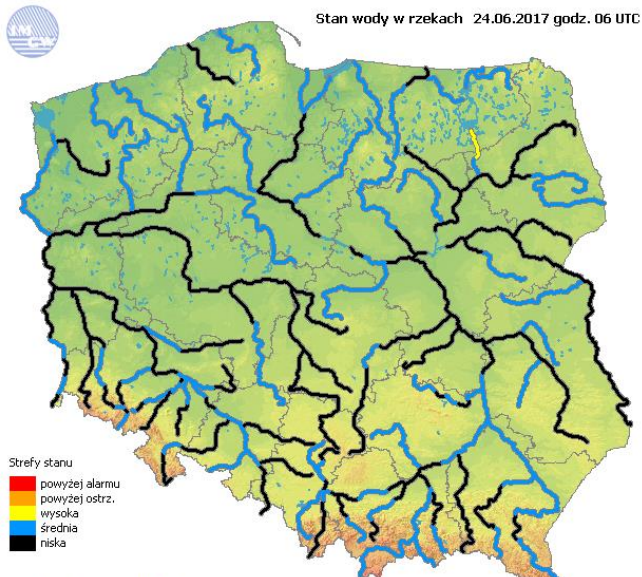 Stan wody w rzekach 24.06.2017 godz. 06 UTC
Strefy stanu
powyżej alarmu
powyżej ostrz.
wysoka
średnia
niska